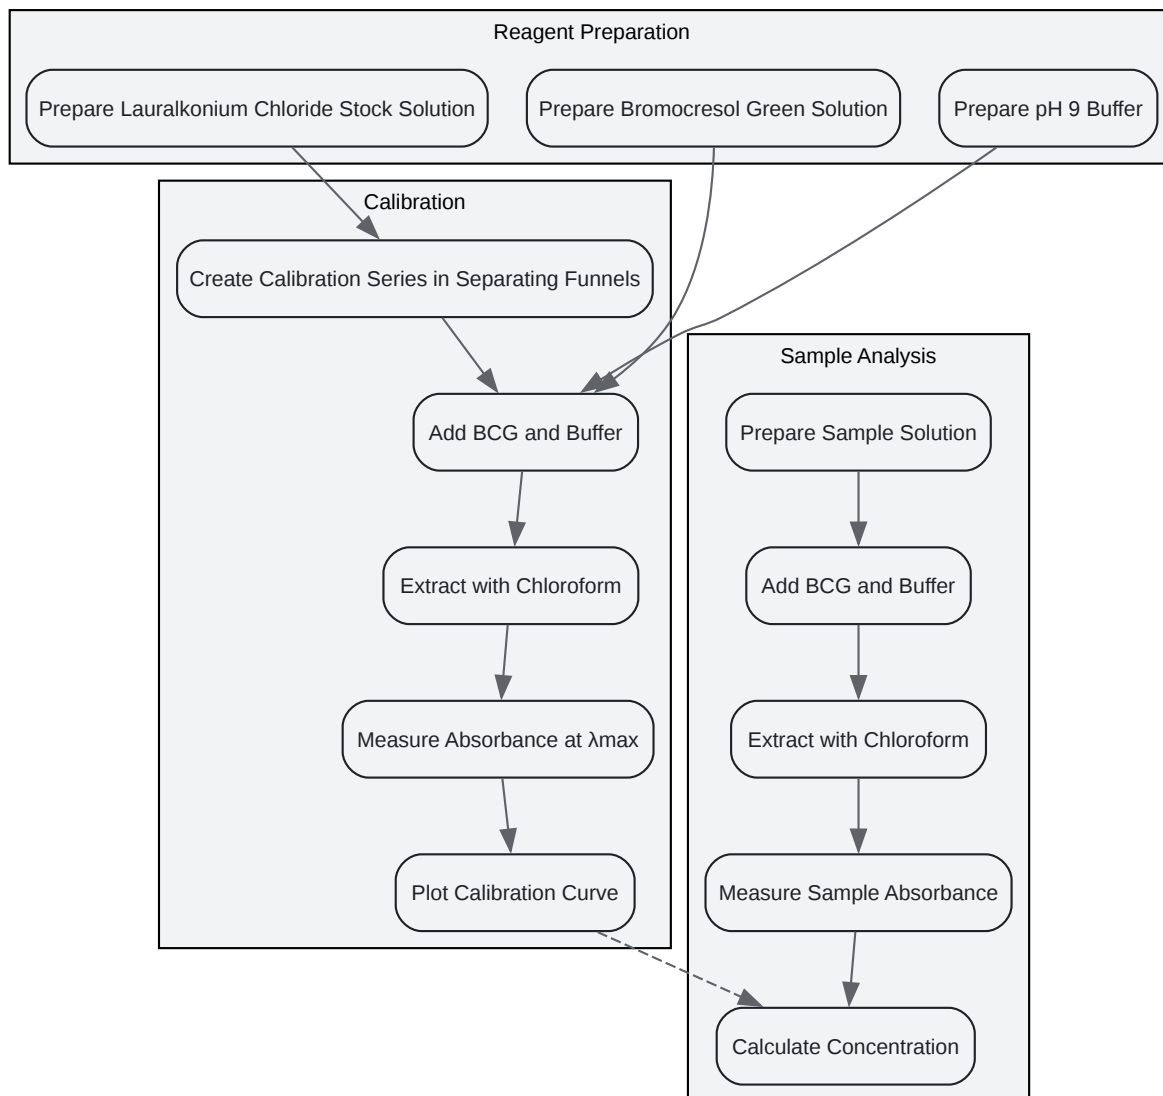 Reagent Preparation
Prepare Lauralkonium Chloride Stock Solution
Prepare Bromocresol Green Solution
Prepare pH 9 Buffer
Calibration
Create Calibration Series in Separating Funnels
Add BCG and Buffer
Extract with Chloroform
Measure Absorbance at λmax
Plot Calibration Curve
Sample Analysis
Prepare Sample Solution
Add BCG and Buffer
Extract with Chloroform
Measure Sample Absorbance
Calculate Concentration